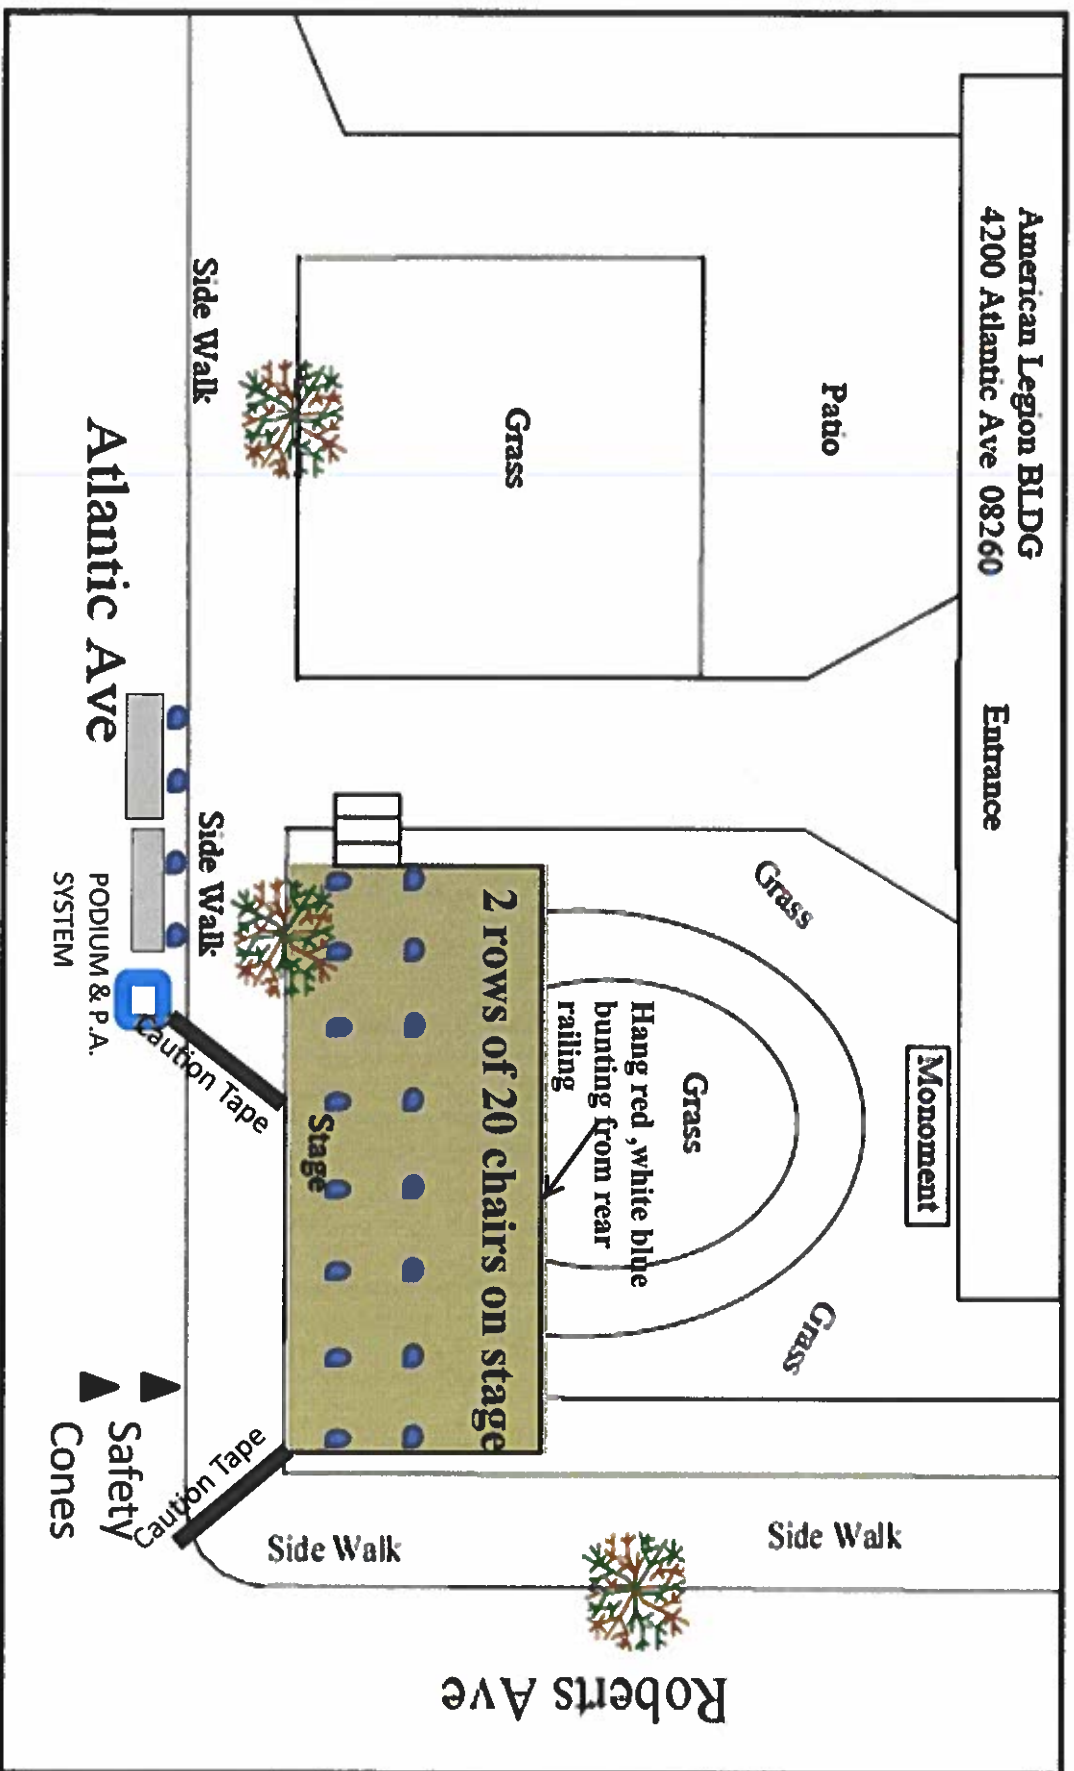 American Legion BLDG
4200 Atlantic Ave 08260
Entrance
Patio
Grass
Monoment
Grass
Grass
Grass
Hang red ,white blue
bunting from rear
railing
2 rows of 20 chairs on stage
Stage
Side Walk
Side Walk
Side Walk
Side Walk
Atlantic Ave
PODIUM & P.A.
SYSTEM
Caution Tape
Caution Tape
Safety
Cones
Roberts Ave